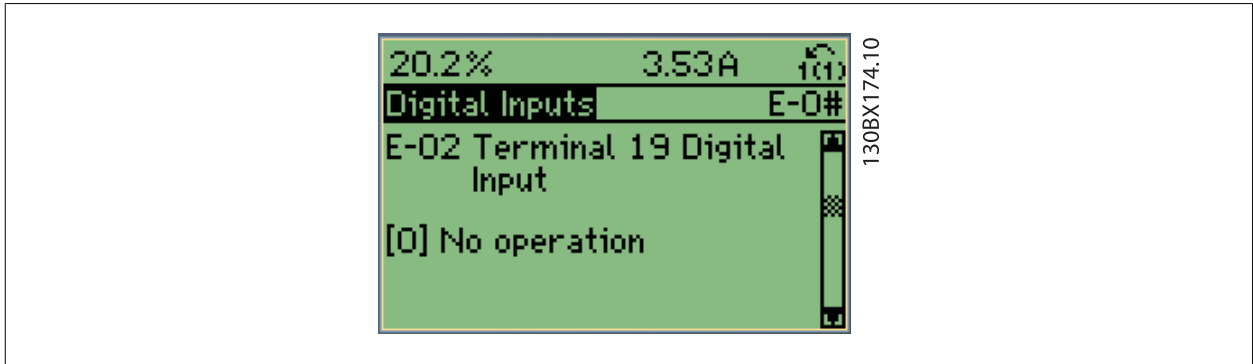 20.2% 3.53A 1(1)
Digital Inputs E-0#
E-02 Terminal 19 Digital
Input
[0] No operation
130BX174.10